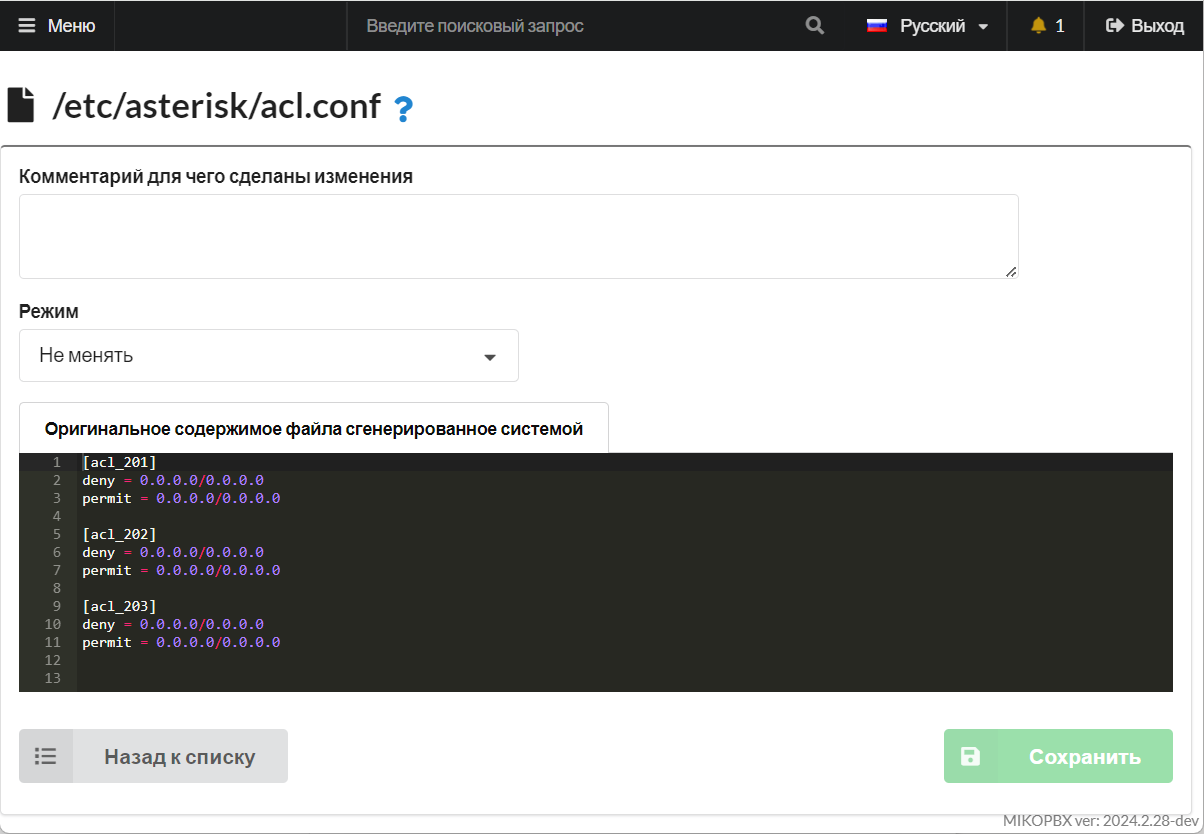 Меню
Введите поисковый запрос
Русский
1
Выход
/etc/asterisk/acl.conf ?
Комментарий для чего сделаны изменения
Режим
Не менять
Оригинальное содержимое файла сгенерированное системой
1 [acl_201]
2 deny = 0.0.0.0/0.0.0.0
3 permit = 0.0.0.0/0.0.0.0
4
5 [acl_202]
6 deny = 0.0.0.0/0.0.0.0
7 permit = 0.0.0.0/0.0.0.0
8
9 [acl_203]
10 deny = 0.0.0.0/0.0.0.0
11 permit = 0.0.0.0/0.0.0.0
12
13
Назад к списку
Сохранить
MIKOPBX ver: 2024.2.28-dev